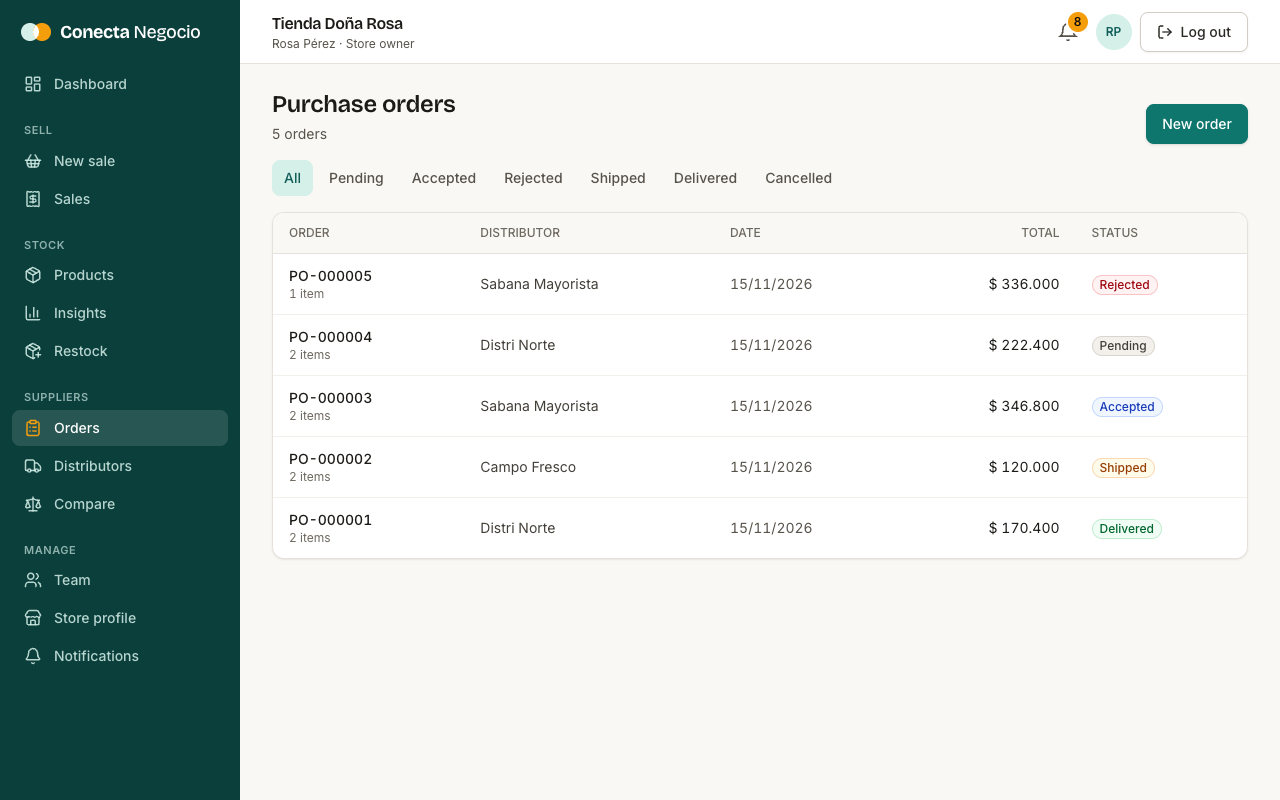 Conecta Negocio
Dashboard
SELL
New sale
Sales
STOCK
Products
Insights
Restock
SUPPLIERS
Orders
Distributors
Compare
MANAGE
Team
Store profile
Notifications
Tienda Doña Rosa
Rosa Pérez · Store owner
8
RP
Log out
Purchase orders
5 orders
New order
All Pending Accepted Rejected Shipped Delivered Cancelled
ORDER DISTRIBUTOR DATE TOTAL STATUS
PO-000005 Sabana Mayorista 15/11/2026 $ 336.000 Rejected
1 item
PO-000004 Distri Norte 15/11/2026 $ 222.400 Pending
2 items
PO-000003 Sabana Mayorista 15/11/2026 $ 346.800 Accepted
2 items
PO-000002 Campo Fresco 15/11/2026 $ 120.000 Shipped
2 items
PO-000001 Distri Norte 15/11/2026 $ 170.400 Delivered
2 items